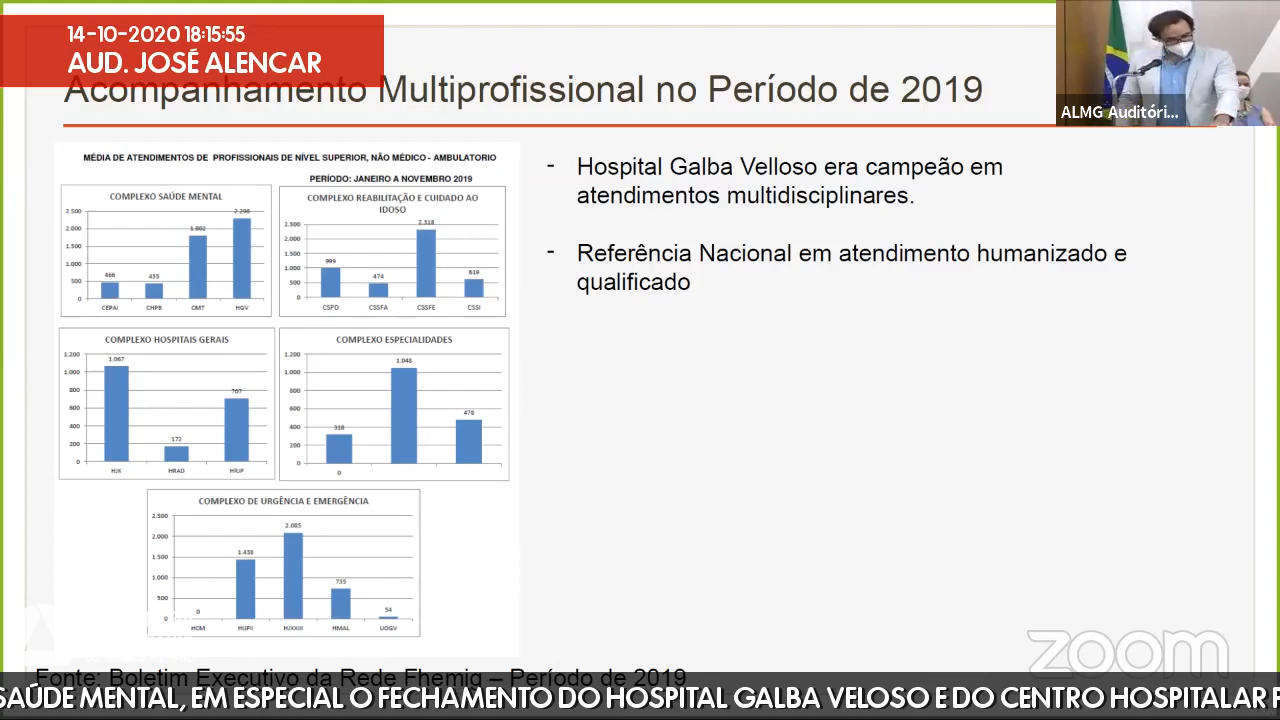 14-10-2020 18:15:55
AUD. JOSÉ ALENCAR
Acompanhamento Multiprofissional no Período de 2019
ALMG Auditóri...
MÉDIA DE ATENDIMENTOS DE PROFISSIONAIS DE NÍVEL SUPERIOR, NÃO MÉDICO - AMBULATORIO
PERÍODO: JANEIRO A NOVEMBRO 2019
COMPLEXO SAÚDE MENTAL
2.500
2.000
1.500
1.000
500
0
466
435
1.802
2.298
CEPAI
CHPB
CMT
HGV
COMPLEXO REABILITAÇÃO E CUIDADO AO
IDOSO
2.500
2.000
1.500
1.000
500
0
999
474
2.318
619
CSPD
CSSFA
CSSFE
CSSI
COMPLEXO HOSPITAIS GERAIS
1.200
1.000
800
600
400
200
0
1.067
172
707
HJK
HRAD
COMPLEXO ESPECIALIDADES
1.200
1.000
800
600
400
200
0
318
1.048
478
0
COMPLEXO DE URGÊNCIA E EMERGÊNCIA
2.500
2.000
1.500
1.000
500
0
0
1.438
2.085
735
54
HCM
HJXXIII
HMAL
UOGV
- Hospital Galba Velloso era campeão em
atendimentos multidisciplinares.
- Referência Nacional em atendimento humanizado e
qualificado
zoom
Fonte: Boletim Executivo da Rede Fhemig – Período de 2019
SAÚDE MENTAL, EM ESPECIAL O FECHAMENTO DO HOSPITAL GALBA VELOSO E DO CENTRO HOSPITALAR